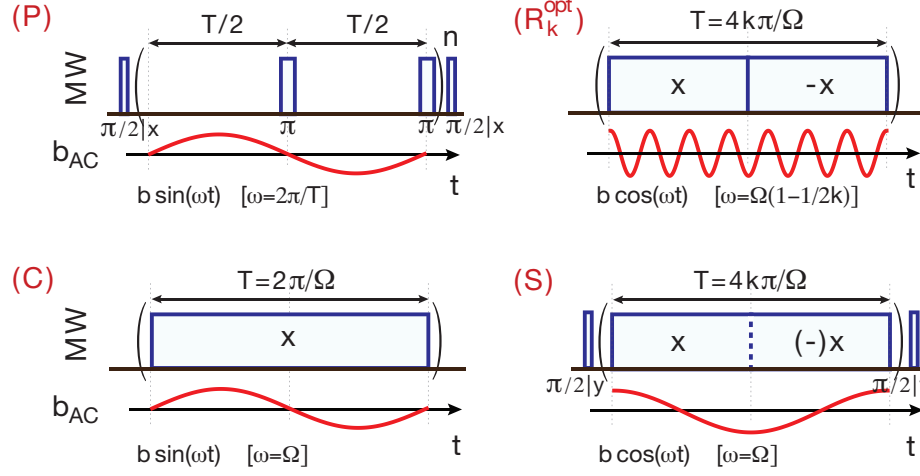 (P)
T/2 T/2
n
MW
π/2|x π π π/2|x
b_AC
t
b sin(ωt) [ω=2π/T]
(R_k^opt)
T=4kπ/Ω
x -x
t
b cos(ωt) [ω=Ω(1−1/2k]
(C)
T=2π/Ω
MW
x
b_AC
t
b sin(ωt) [ω=Ω]
(S)
T=4kπ/Ω
x (-)x
π/2|y π/2|
t
b cos(ωt) [ω=Ω]